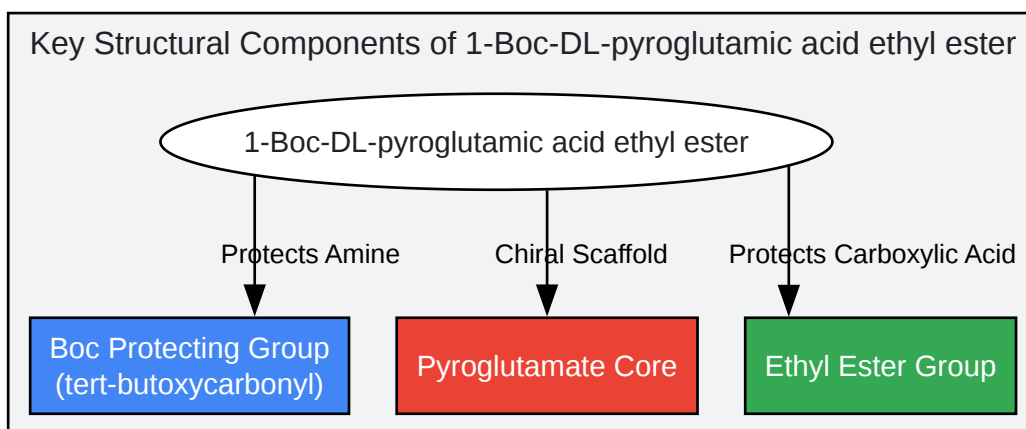 Key Structural Components of 1-Boc-DL-pyroglutamic acid ethyl ester
1-Boc-DL-pyroglutamic acid ethyl ester
Protects Amine
Chiral Scaffold
Protects Carboxylic Acid
Boc Protecting Group
(tert-butoxycarbonyl)
Pyroglutamate Core
Ethyl Ester Group